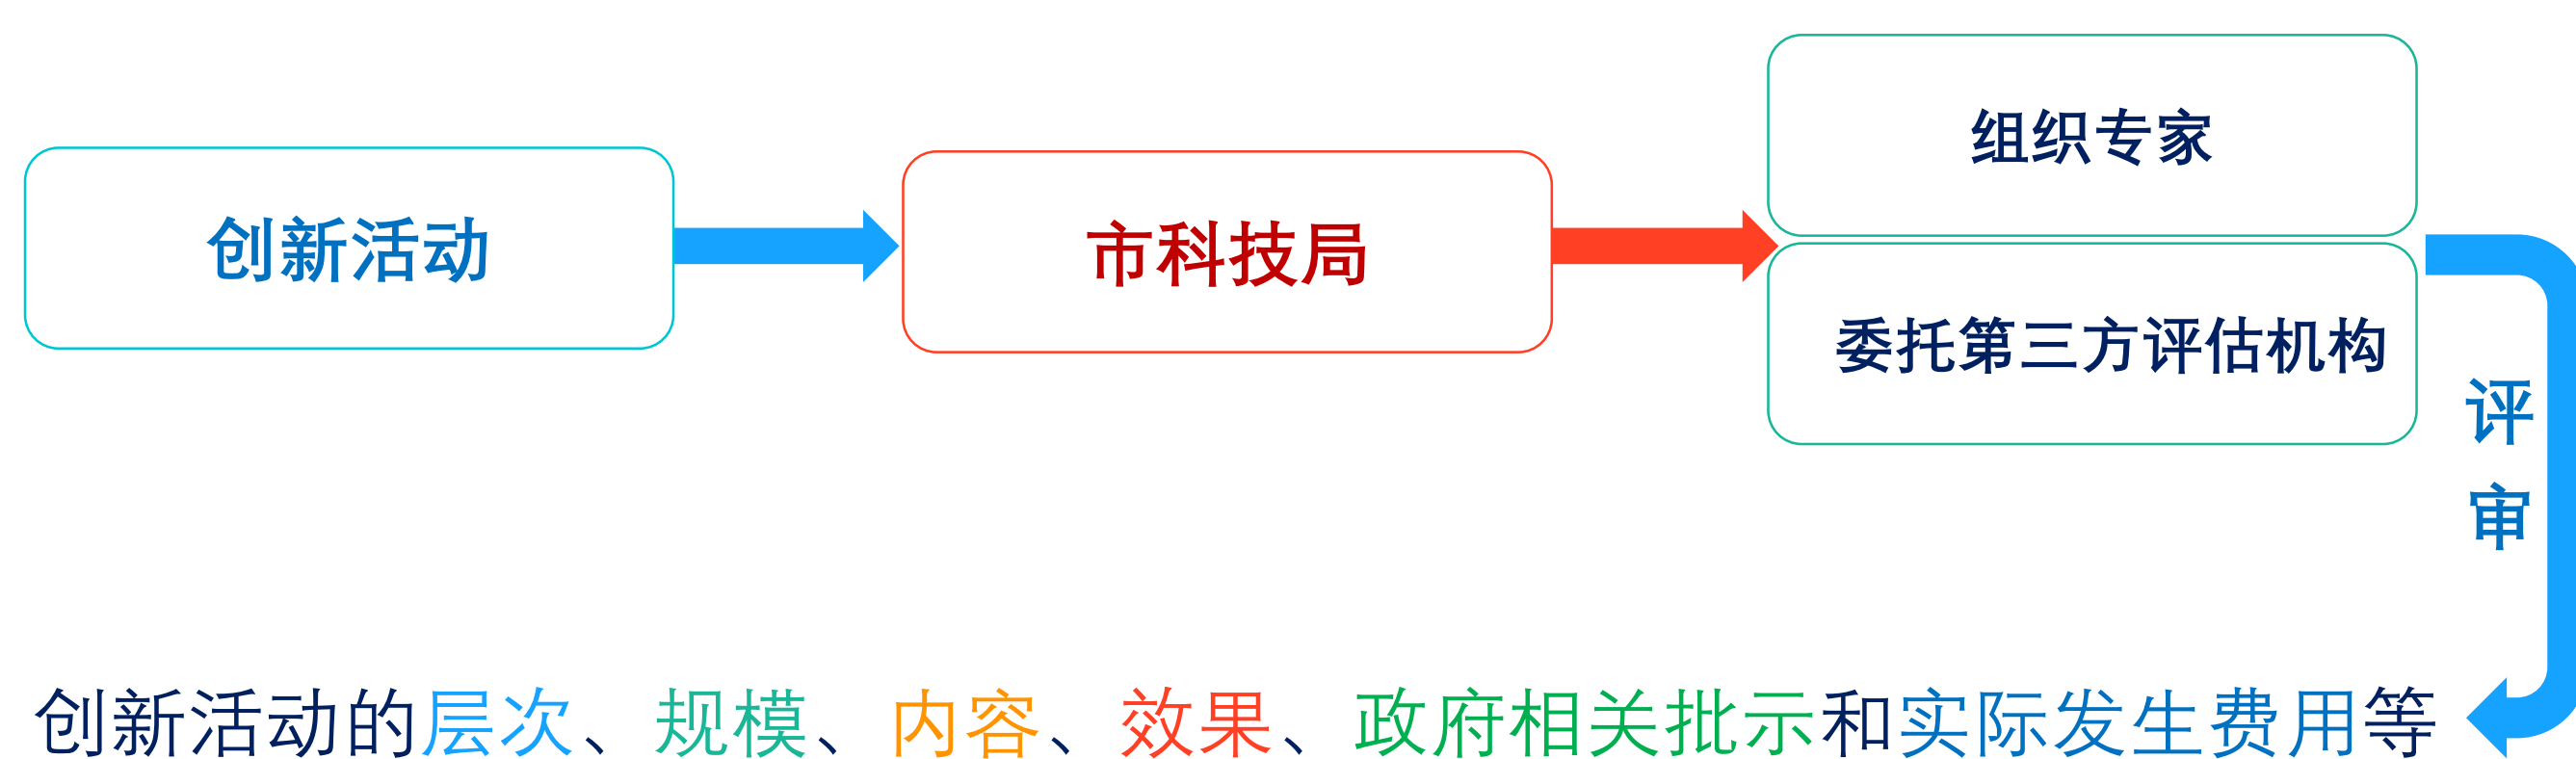 创新活动
市科技局
组织专家
委托第三方评估机构
评
审
创新活动的层次、规模、内容、效果、政府相关批示和实际发生费用等